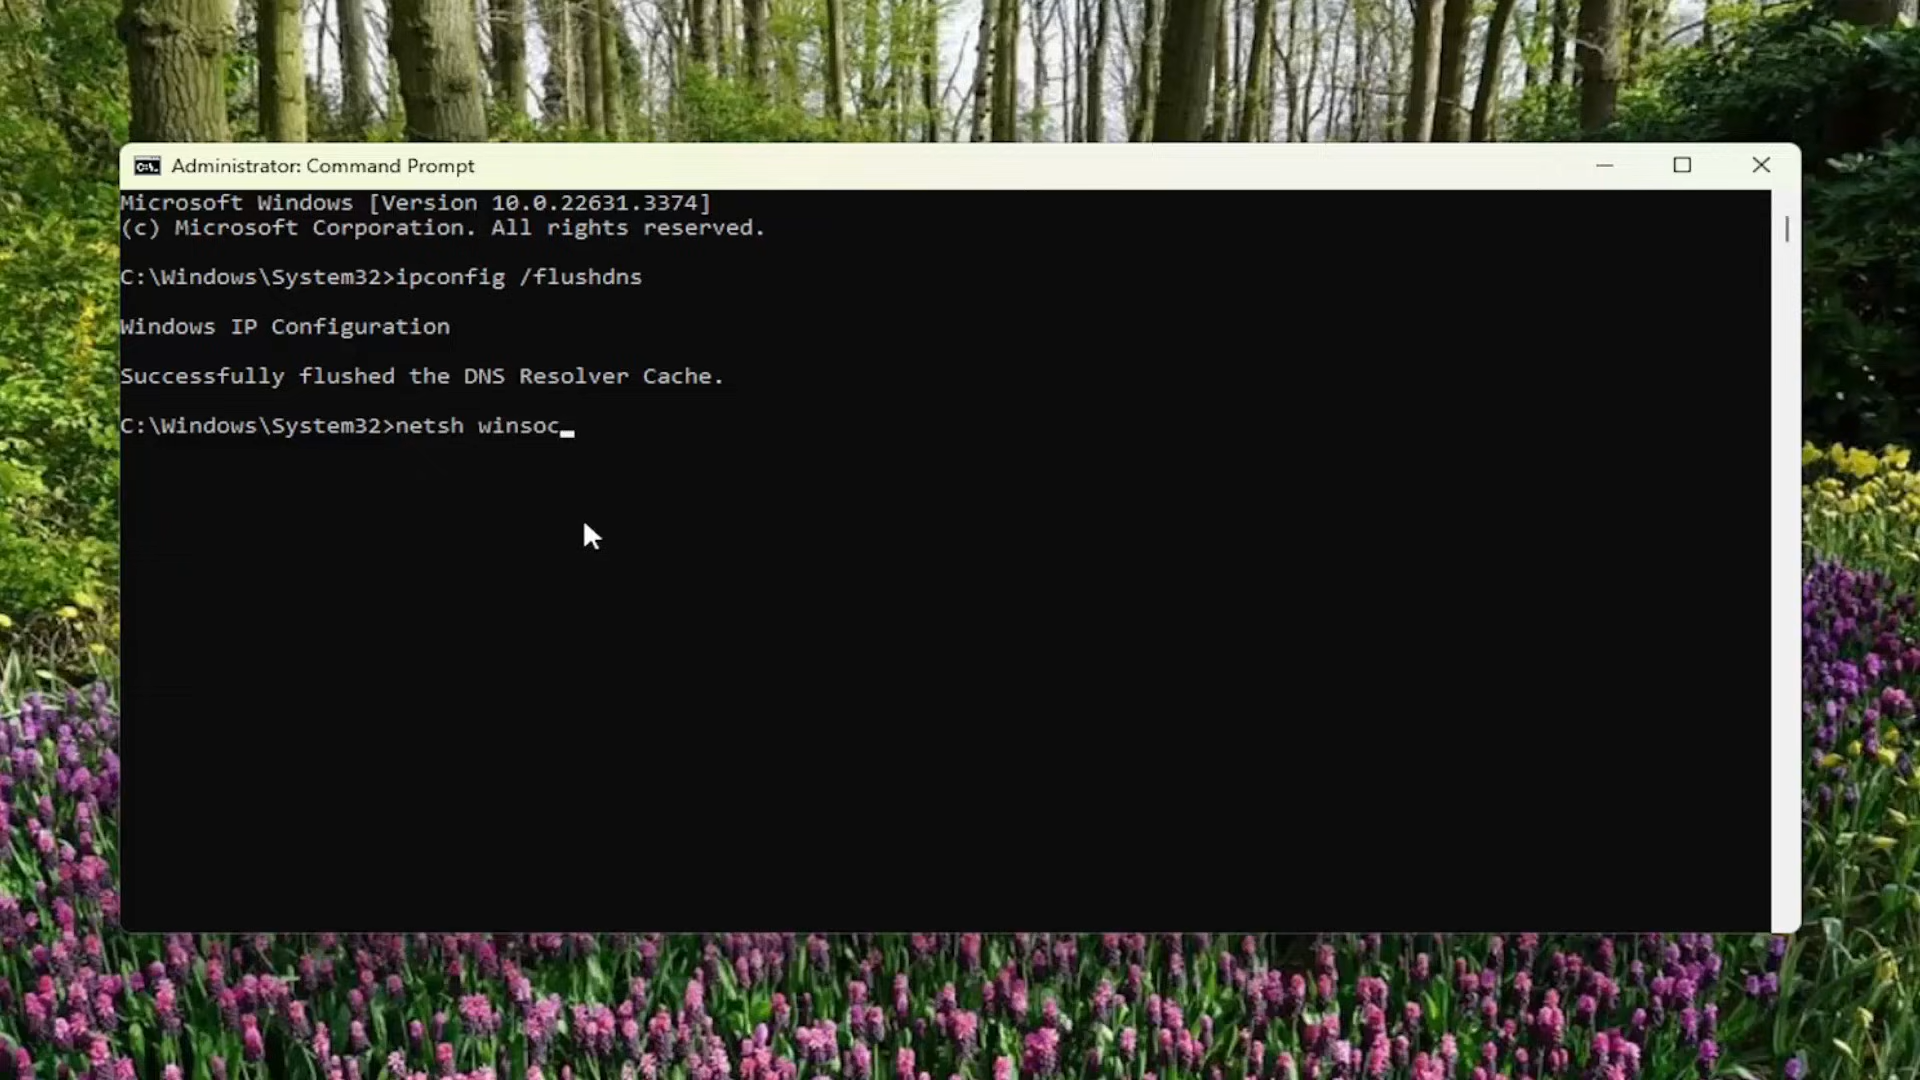 Administrator: Command Prompt
Microsoft Windows [Version 10.0.22631.3374]
(c) Microsoft Corporation. All rights reserved.
C:\Windows\System32>ipconfig /flushdns
Windows IP Configuration
Successfully flushed the DNS Resolver Cache.
C:\Windows\System32>netsh winsoc